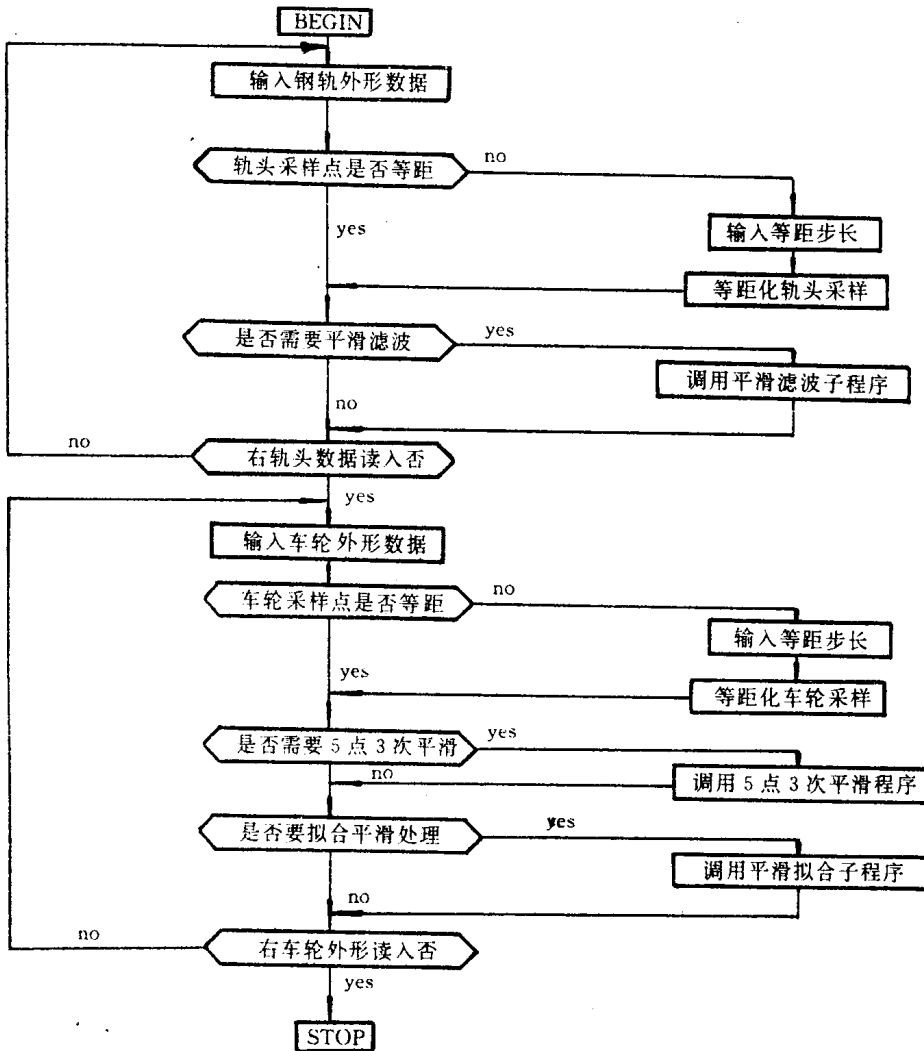 BEGIN
输入钢轨外形数据
轨头采样点是否等距
no
yes
输入等距步长
等距化轨头采样
是否需要平滑滤波
yes
调用平滑滤波子程序
no
no
右轨头数据读入否
yes
输入车轮外形数据
车轮采样点是否等距
no
输入等距步长
yes
等距化车轮采样
是否需要5点3次平滑
yes
no
调用5点3次平滑程序
是否要拟合平滑处理
yes
调用平滑拟合子程序
no
no
右车轮外形读入否
yes
STOP